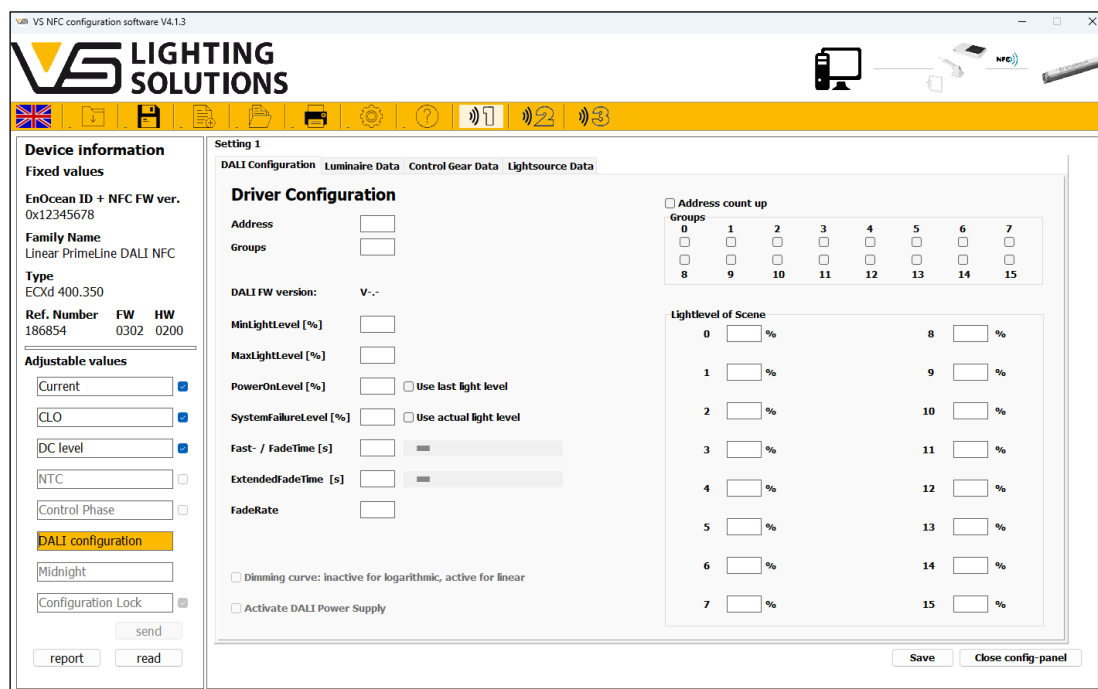 VS NFC configuration software V4.1.3
VS LIGHTING
SOLUTIONS
NFC
1 2 3
Device information
Fixed values
EnOcean ID + NFC FW ver.
0x12345678
Family Name
Linear PrimeLine DALI NFC
Type
ECXd 400.350
Ref. Number FW HW
186854 0302 0200
Adjustable values
Current
CLO
DC level
NTC
Control Phase
DALI configuration
Midnight
Configuration Lock
send
report read
Setting 1
DALI Configuration Luminaire Data Control Gear Data Lightsource Data
Driver Configuration
Address
Groups
DALI FW version: V-.-
MinLightLevel [%]
MaxLightLevel [%]
PowerOnLevel [%] Use last light level
SystemFailureLevel [%] Use actual light level
Fast- / FadeTime [s]
ExtendedFadeTime [s]
FadeRate
Dimming curve: inactive for logarithmic, active for linear
Activate DALI Power Supply
Address count up
Groups
0 1 2 3 4 5 6 7
8 9 10 11 12 13 14 15
Lightlevel of Scene
0 % 8 %
1 % 9 %
2 % 10 %
3 % 11 %
4 % 12 %
5 % 13 %
6 % 14 %
7 % 15 %
Save Close config-panel